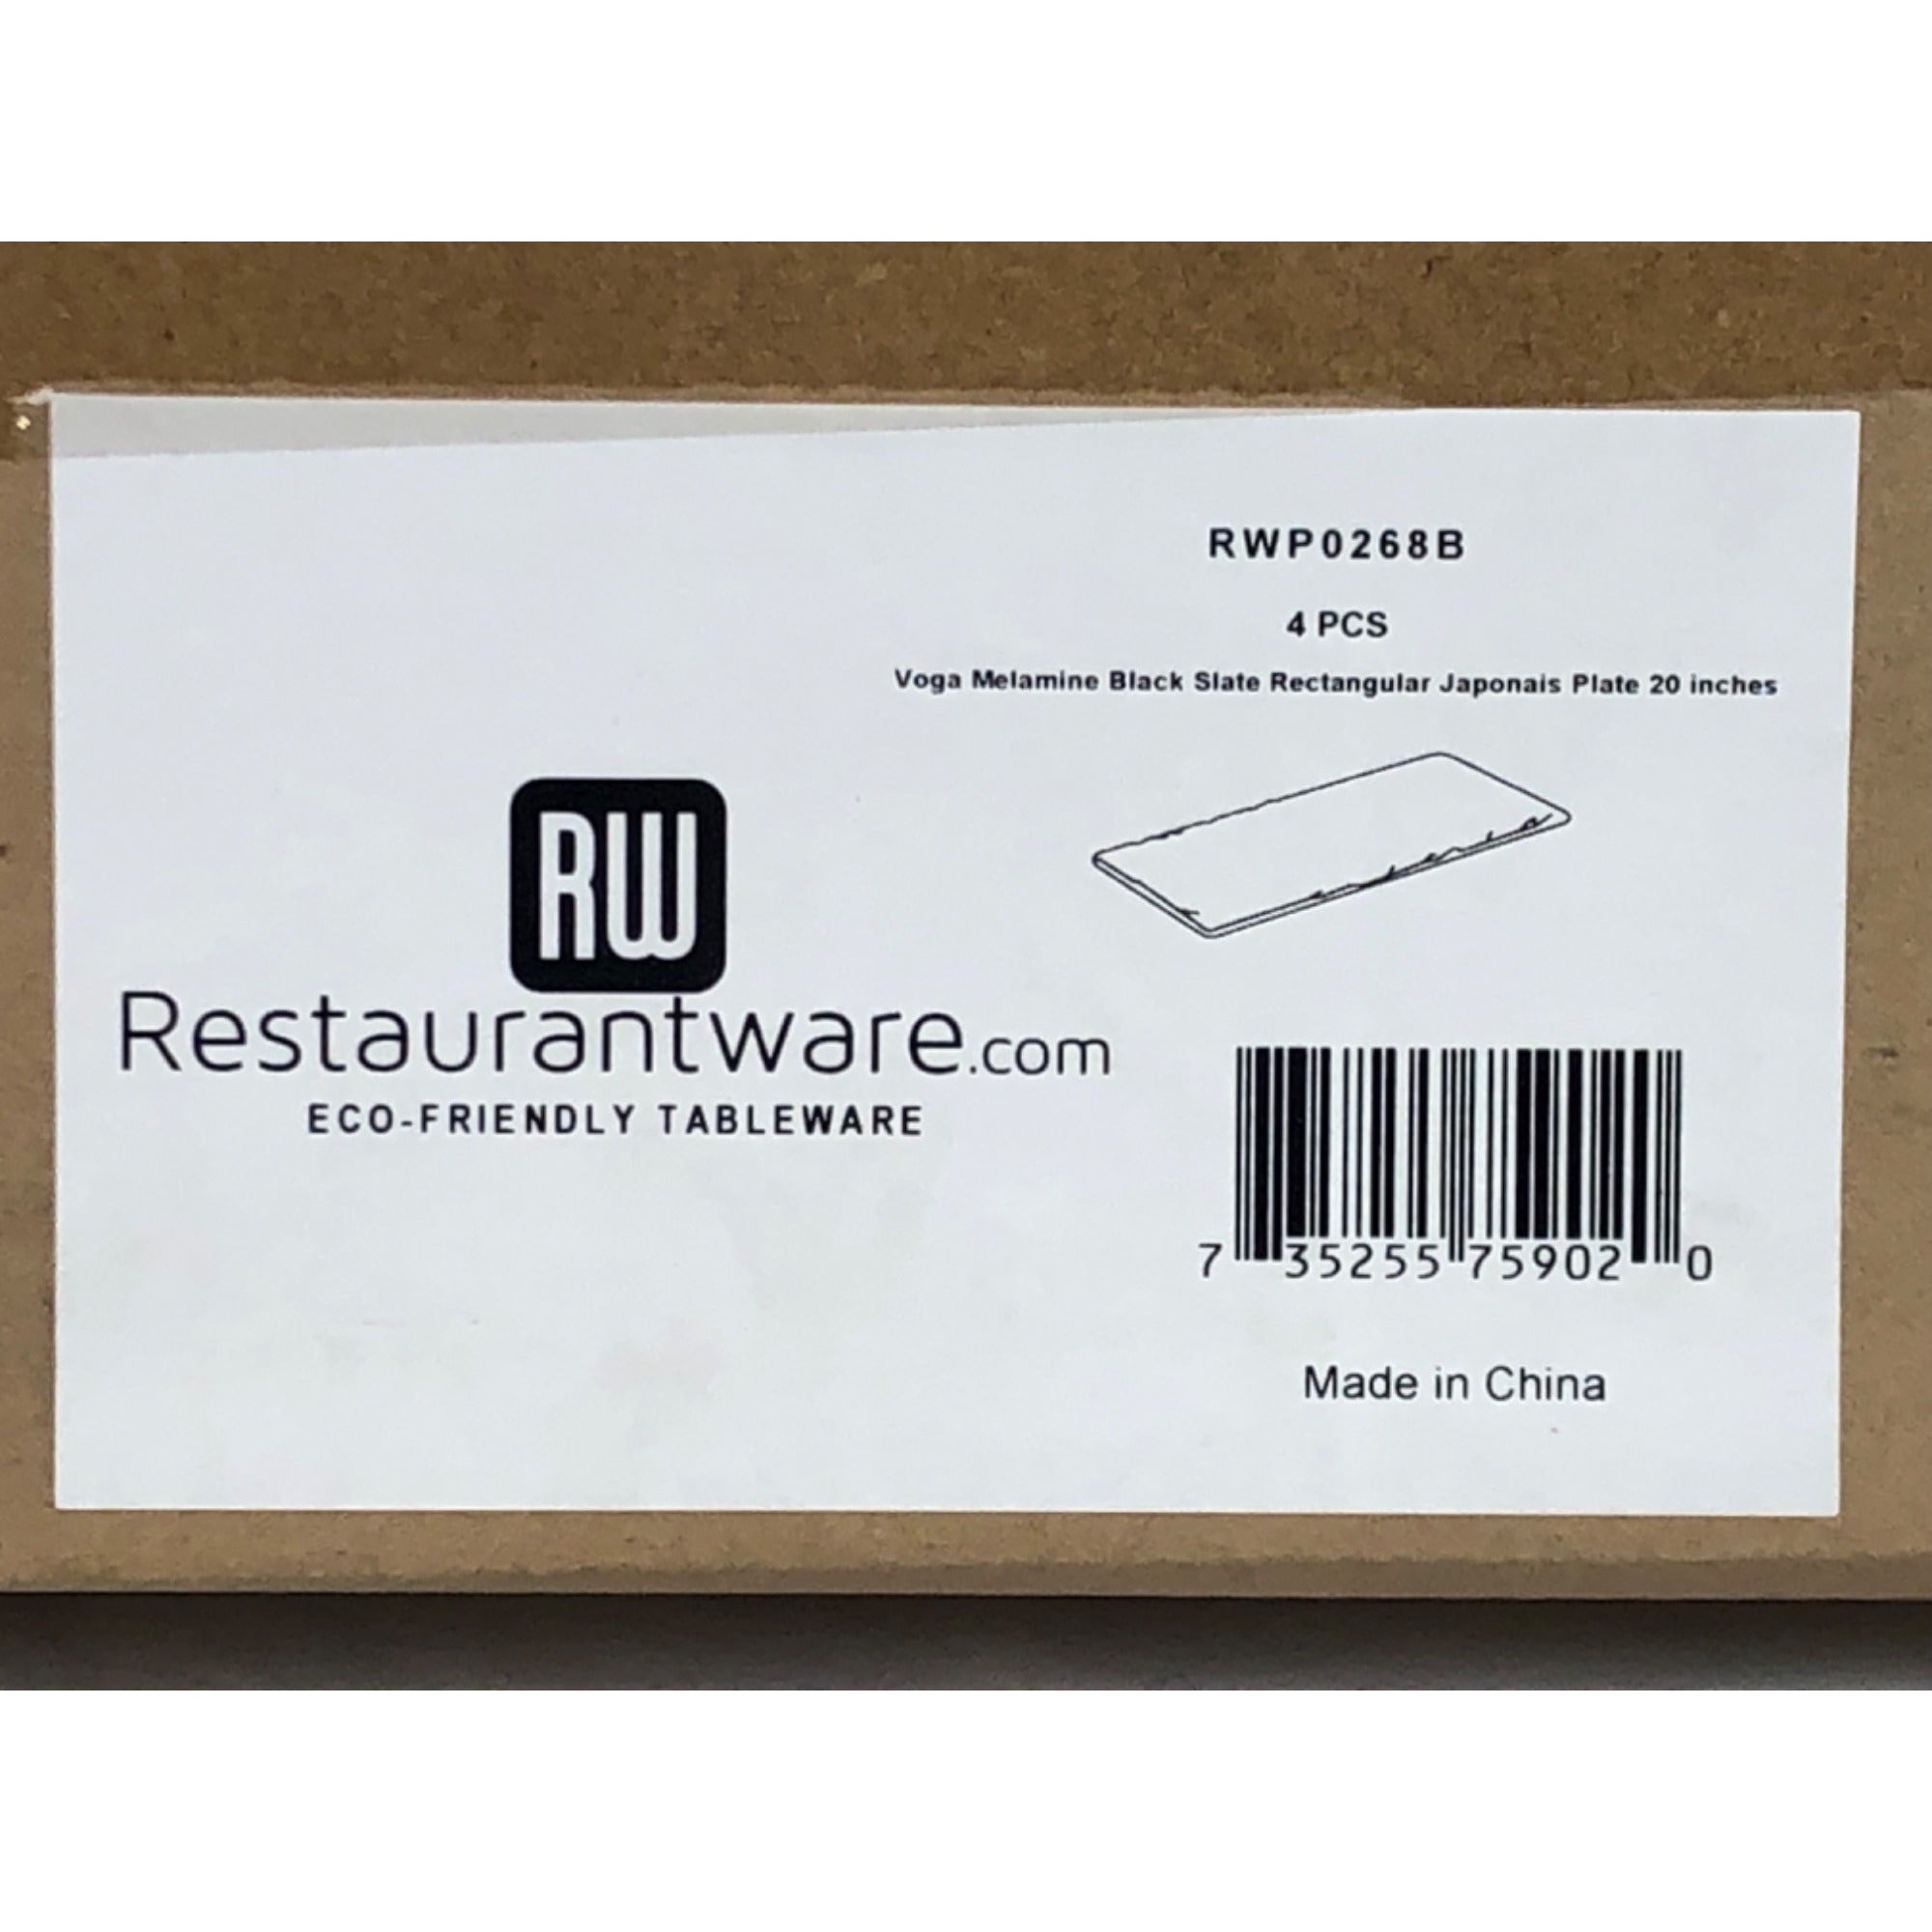 RWP0268B
4 PCS
Voga Melamine Black Slate Rectangular Japonais Plate 20 inches
RW
Restaurantware.com
ECO-FRIENDLY TABLEWARE
7 35255 75902 0
Made in China